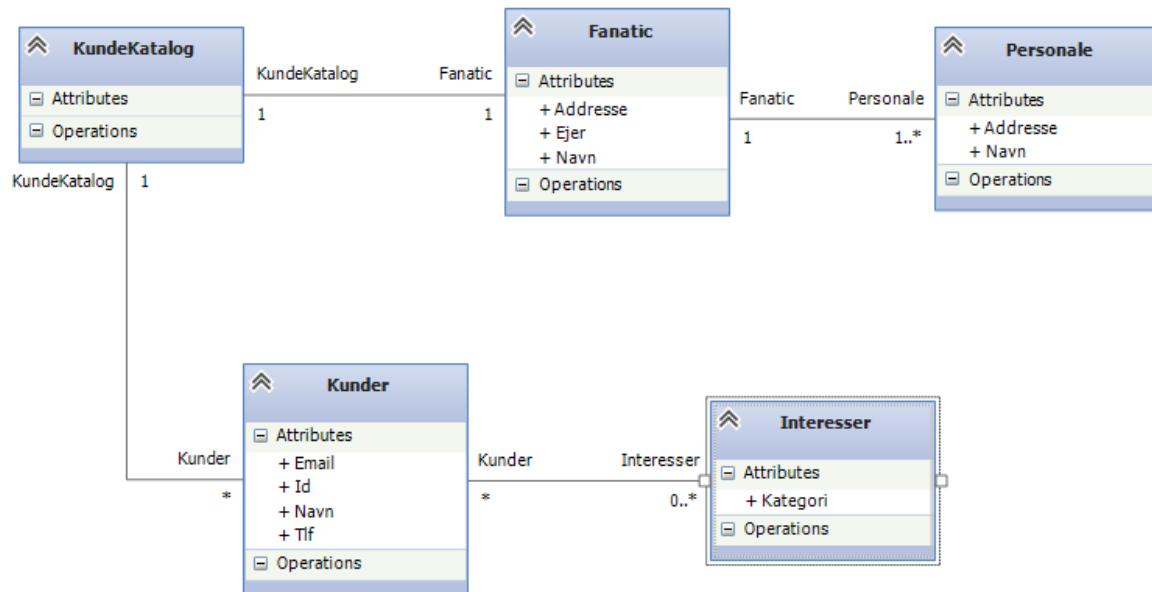 KundeKatalog
Attributes
Operations
KundeKatalog
1
Fanatic
1
Fanatic
Attributes
+ Addresse
+ Ejer
+ Navn
Operations
Fanatic
1
Personale
1..*
Personale
Attributes
+ Addresse
+ Navn
Operations
KundeKatalog
1
Kunder
*
Kunder
Attributes
+ Email
+ Id
+ Navn
+ Tlf
Operations
Kunder
*
Interesser
0..*
Interesser
Attributes
+ Kategori
Operations